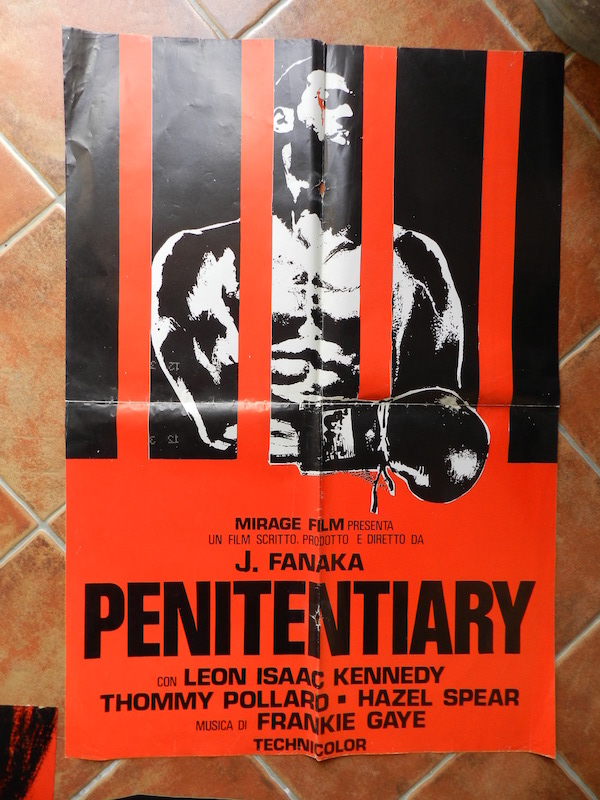 MIRAGE FILM PRESENTA
UN FILM SCRITTO, PRODOTTO E DIRETTO DA
J. FANAKA
PENITENTIARY
CON LEON ISAAC KENNEDY
THOMMY POLLARD ▪ HAZEL SPEAR
MUSICA DI FRANKIE GAYE
TECHNICOLOR